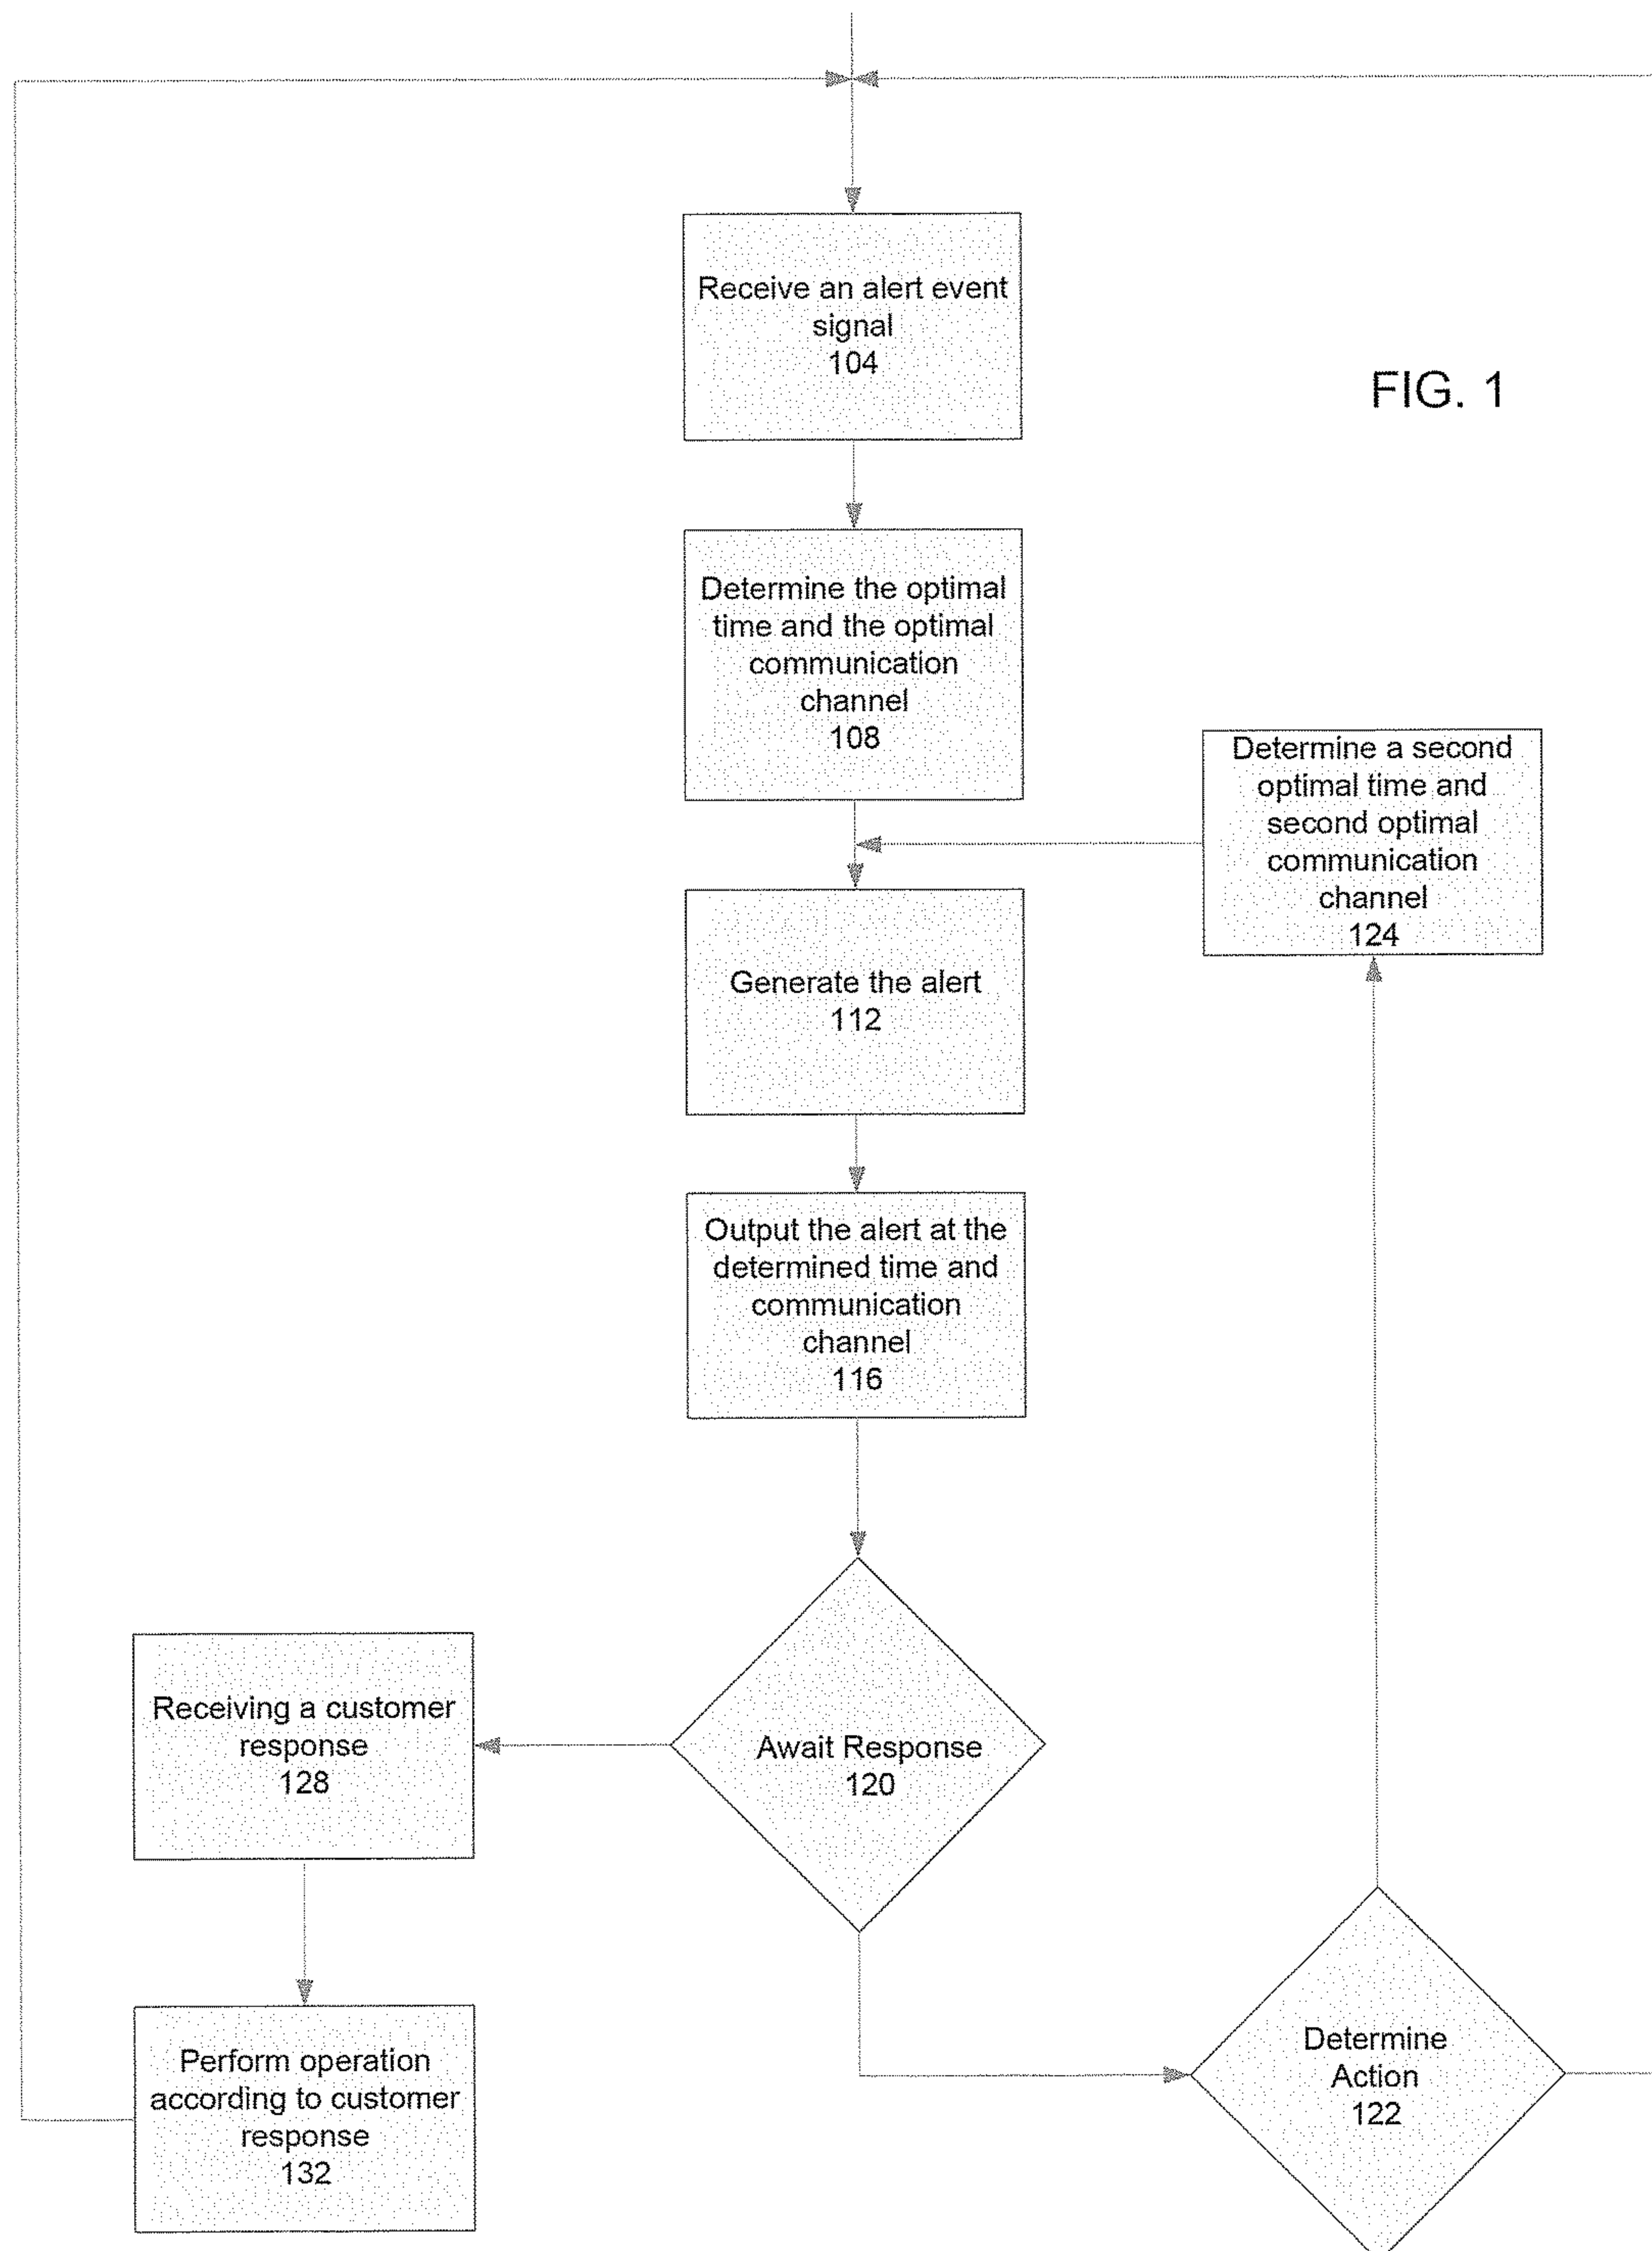 Receive an alert event
signal
104
FIG. 1
Determine the optimal
time and the optimal
communication
channel
108
Determine a second
optimal time and
second optimal
communication
channel
124
Generate the alert
112
Output the alert at the
determined time and
communication
channel
116
Receiving a customer
response
128
Await Response
120
Perform operation
according to customer
response
132
Determine
Action
122